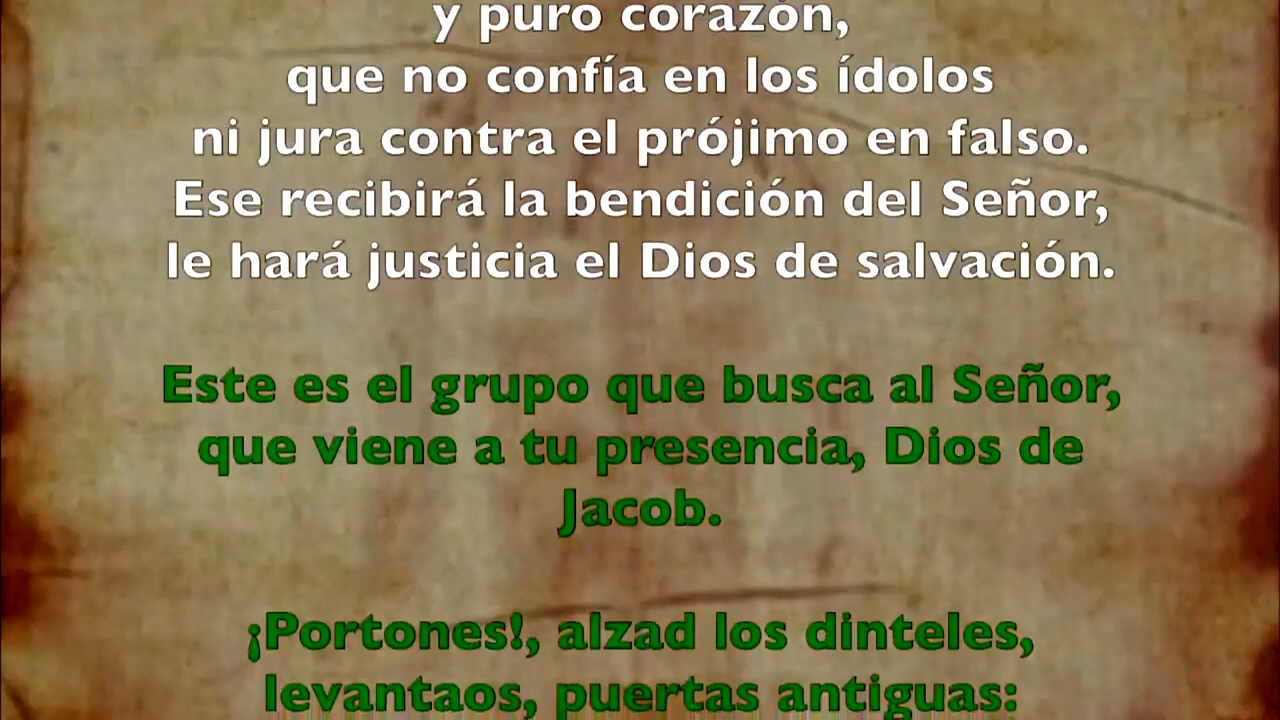 y puro corazón,
que no confía en los ídolos
ni jura contra el prójimo en falso.
Ese recibirá la bendición del Señor,
le hará justicia el Dios de salvación.
Este es el grupo que busca al Señor,
que viene a tu presencia, Dios de
Jacob.
¡Portones!, alzad los dinteles,
levantaos, puertas antiguas: